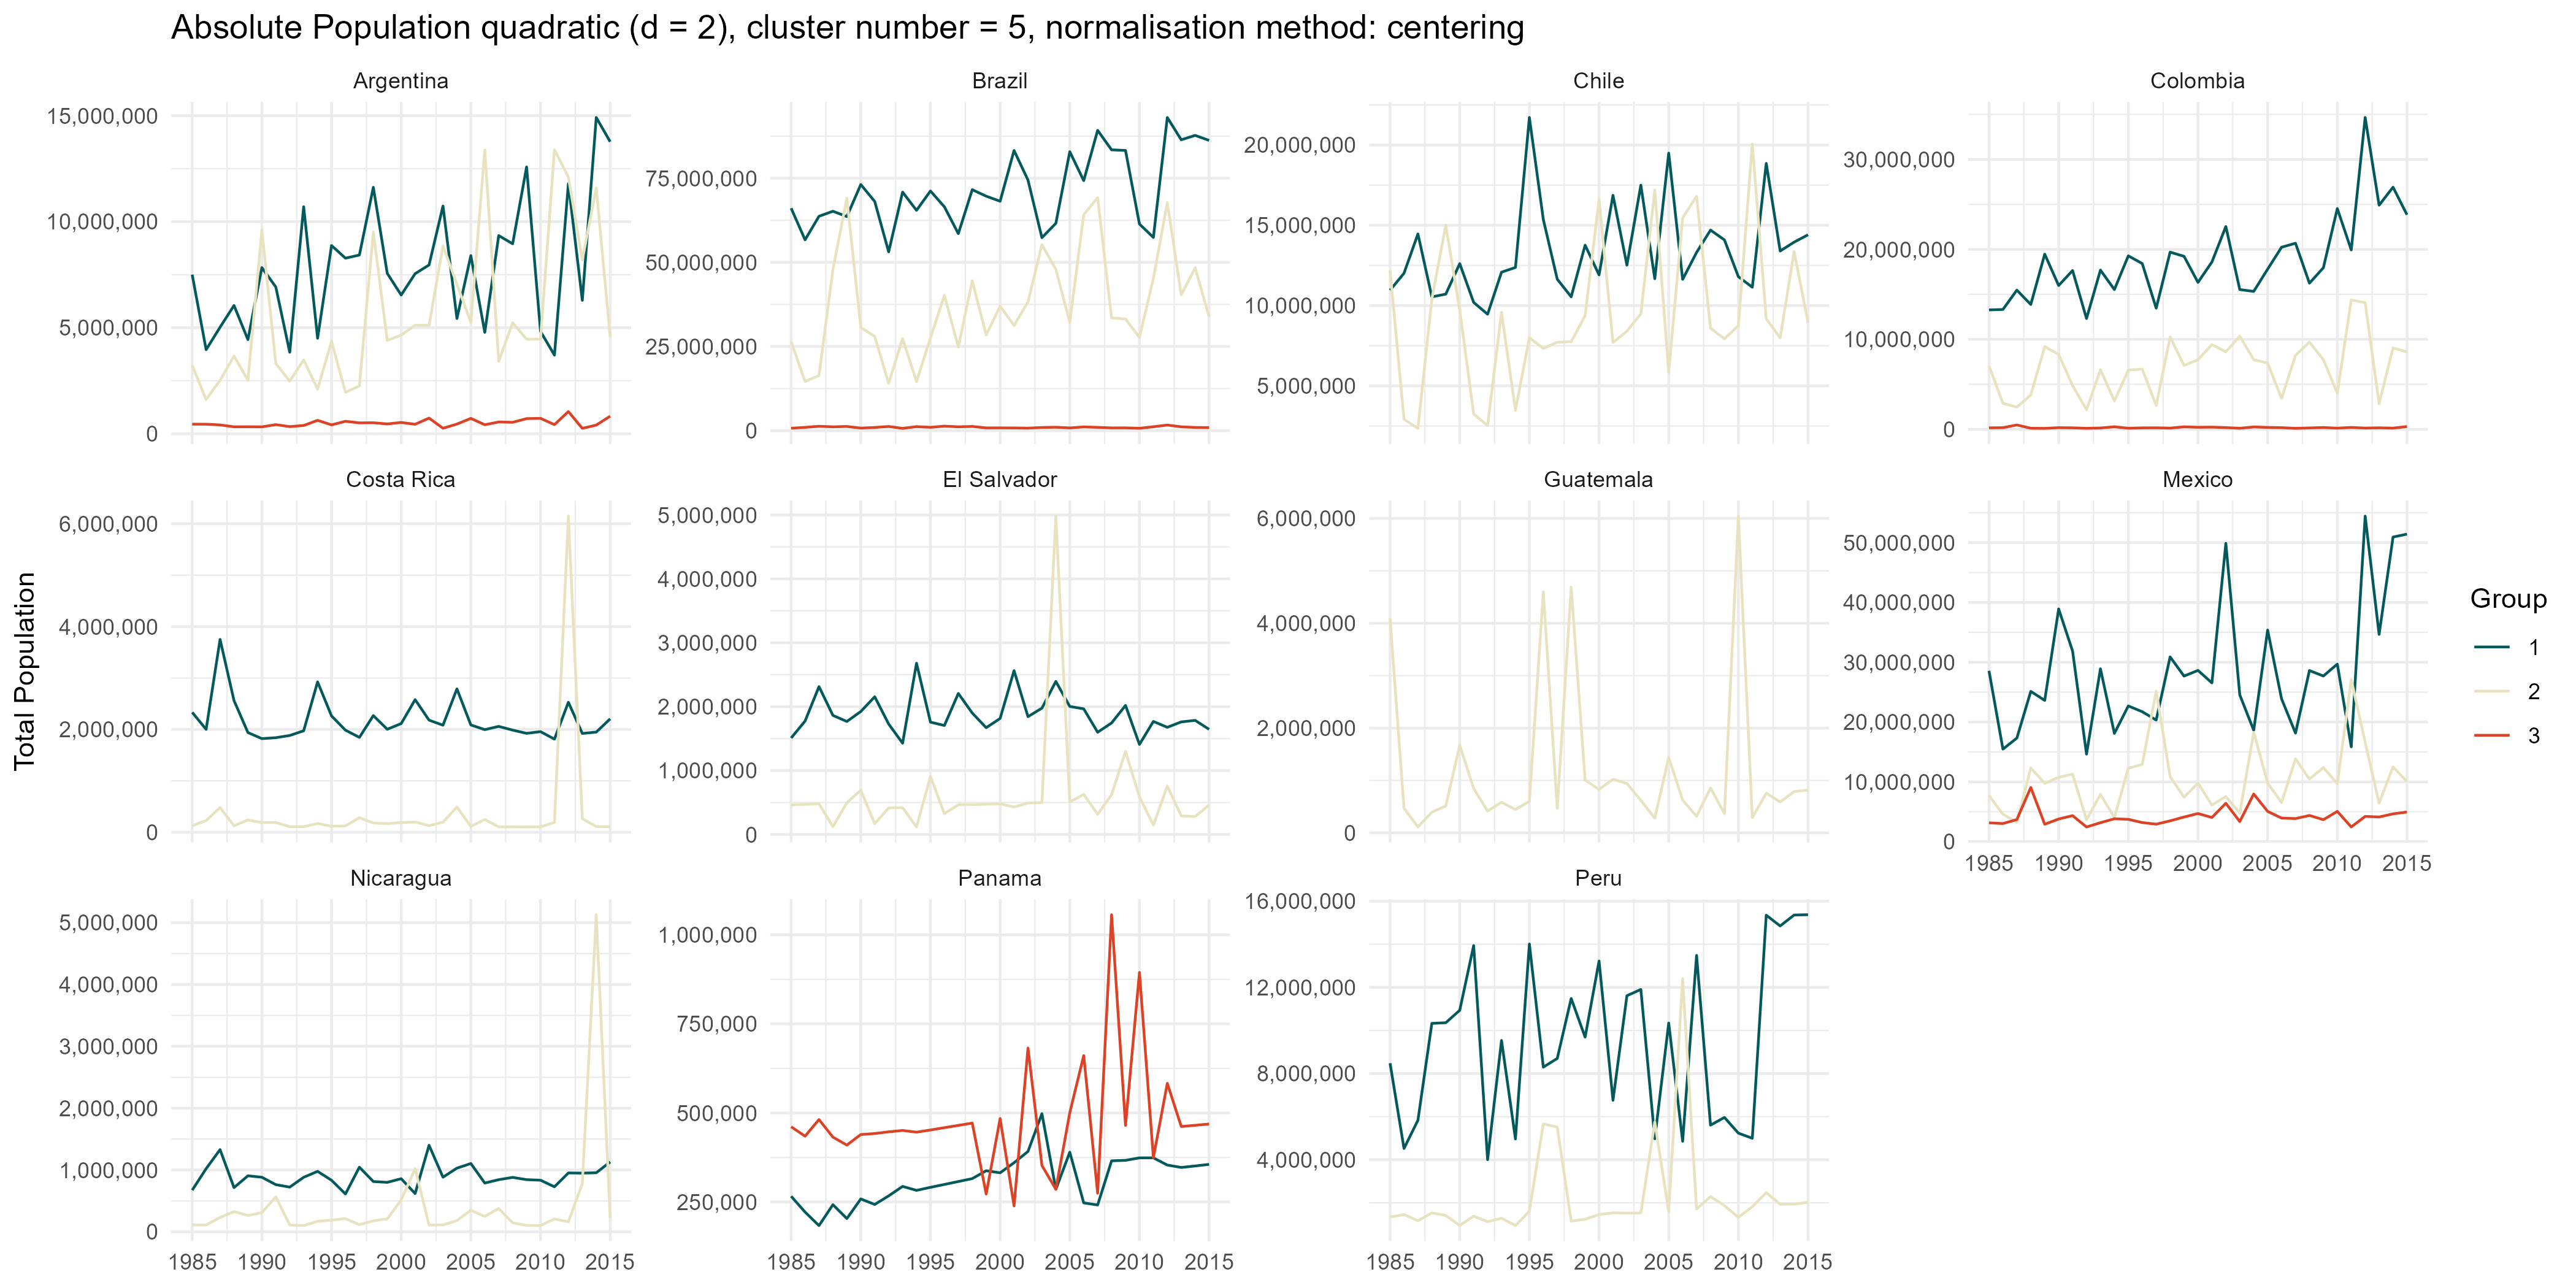 Absolute Population quadratic (d = 2), cluster number = 5, normalisation method: centering
Argentina
15,000,000
10,000,000
5,000,000
0
Brazil
75,000,000
50,000,000
25,000,000
0
Chile
20,000,000
15,000,000
10,000,000
5,000,000
Colombia
30,000,000
20,000,000
10,000,000
0
Total Population
Costa Rica
6,000,000
4,000,000
2,000,000
0
El Salvador
5,000,000
4,000,000
3,000,000
2,000,000
1,000,000
0
Guatemala
6,000,000
4,000,000
2,000,000
0
Mexico
50,000,000
40,000,000
30,000,000
20,000,000
10,000,000
0
1985 1990 1995 2000 2005 2010 2015
Group
1
2
3
Nicaragua
5,000,000
4,000,000
3,000,000
2,000,000
1,000,000
0
1985 1990 1995 2000 2005 2010 2015
Panama
1,000,000
750,000
500,000
250,000
1985 1990 1995 2000 2005 2010 2015
Peru
16,000,000
12,000,000
8,000,000
4,000,000
1985 1990 1995 2000 2005 2010 2015